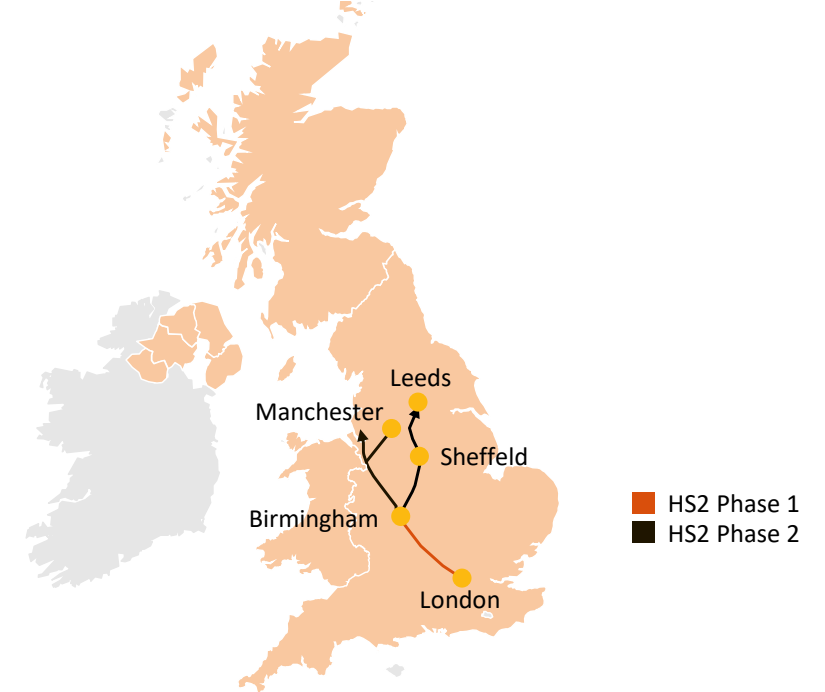 Leeds
Manchester
Sheffeld
Birmingham
London
HS2 Phase 1
HS2 Phase 2